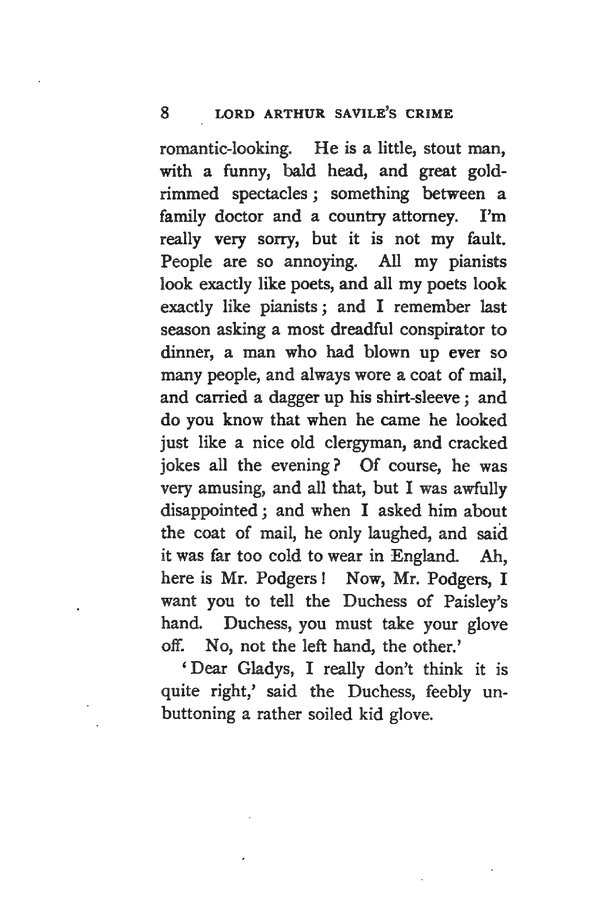 8 LORD ARTHUR SAVILE'S CRIME
romantic-looking. He is a little, stout man,
with a funny, bald head, and great gold-
rimmed spectacles ; something between a
family doctor and a country attorney. I'm
really very sorry, but it is not my fault.
People are so annoying. All my pianists
look exactly like poets, and all my poets look
exactly like pianists ; and I remember last
season asking a most dreadful conspirator to
dinner, a man who had blown up ever so
many people, and always wore a coat of mail,
and carried a dagger up his shirt-sleeve ; and
do you know that when he came he looked
just like a nice old clergyman, and cracked
jokes all the evening? Of course, he was
very amusing, and all that, but I was awfully
disappointed ; and when I asked him about
the coat of mail, he only laughed, and said
it was far too cold to wear in England. Ah,
here is Mr. Podgers! Now, Mr. Podgers, I
want you to tell the Duchess of Paisley's
hand. Duchess, you must take your glove
off. No, not the left hand, the other.'
'Dear Gladys, I really don't think it is
quite right,' said the Duchess, feebly un-
buttoning a rather soiled kid glove.